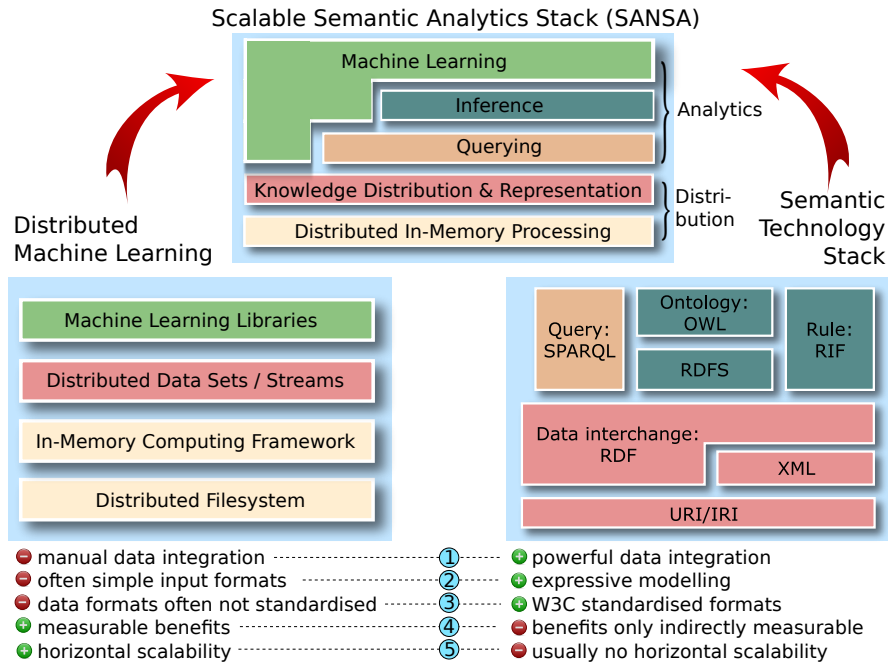 Scalable Semantic Analytics Stack (SANSA)
Machine Learning
Inference
Querying
Analytics
Knowledge Distribution & Representation
Distributed In-Memory Processing
Distri-
bution
Distributed
Machine Learning
Semantic
Technology
Stack
Machine Learning Libraries
Distributed Data Sets / Streams
In-Memory Computing Framework
Distributed Filesystem
Query:
SPARQL
Ontology:
OWL
RDFS
Rule:
RIF
Data interchange:
RDF
XML
URI/IRI
manual data integration 1 powerful data integration
often simple input formats 2 expressive modelling
data formats often not standardised 3 W3C standardised formats
measurable benefits 4 benefits only indirectly measurable
horizontal scalability 5 usually no horizontal scalability